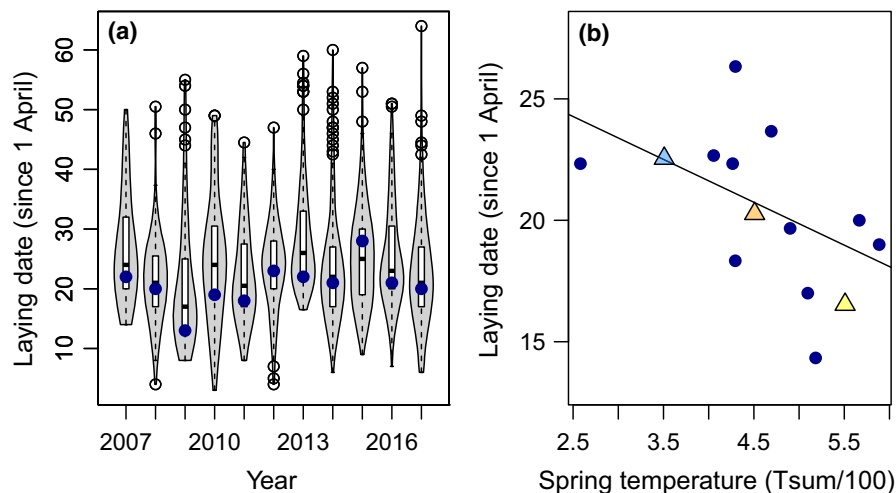 (a)
Laying date (since 1 April)
60
50
40
30
20
10
2007
2010
2013
2016
Year
(b)
Laying date (since 1 April)
25
20
15
2.5
3.5
4.5
5.5
Spring temperature (Tsum/100)